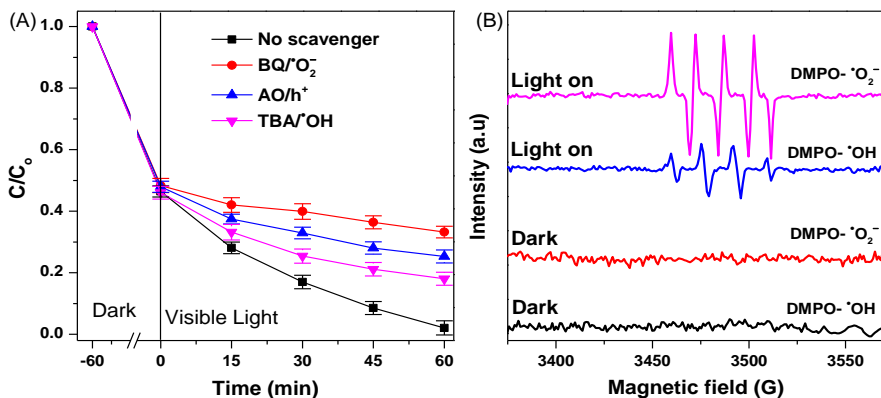 (A)
1.0
0.8
0.6
0.4
0.2
0.0
C/C₀
No scavenger
BQ/•O₂⁻
AO/h⁺
TBA/•OH
Dark
Visible Light
-60
0
15
30
45
60
Time (min)
(B)
Intensity (a.u)
Light on
DMPO- •O₂⁻
Light on
DMPO- •OH
Dark
DMPO- •O₂⁻
Dark
DMPO- •OH
3400
3450
3500
3550
Magnetic field (G)